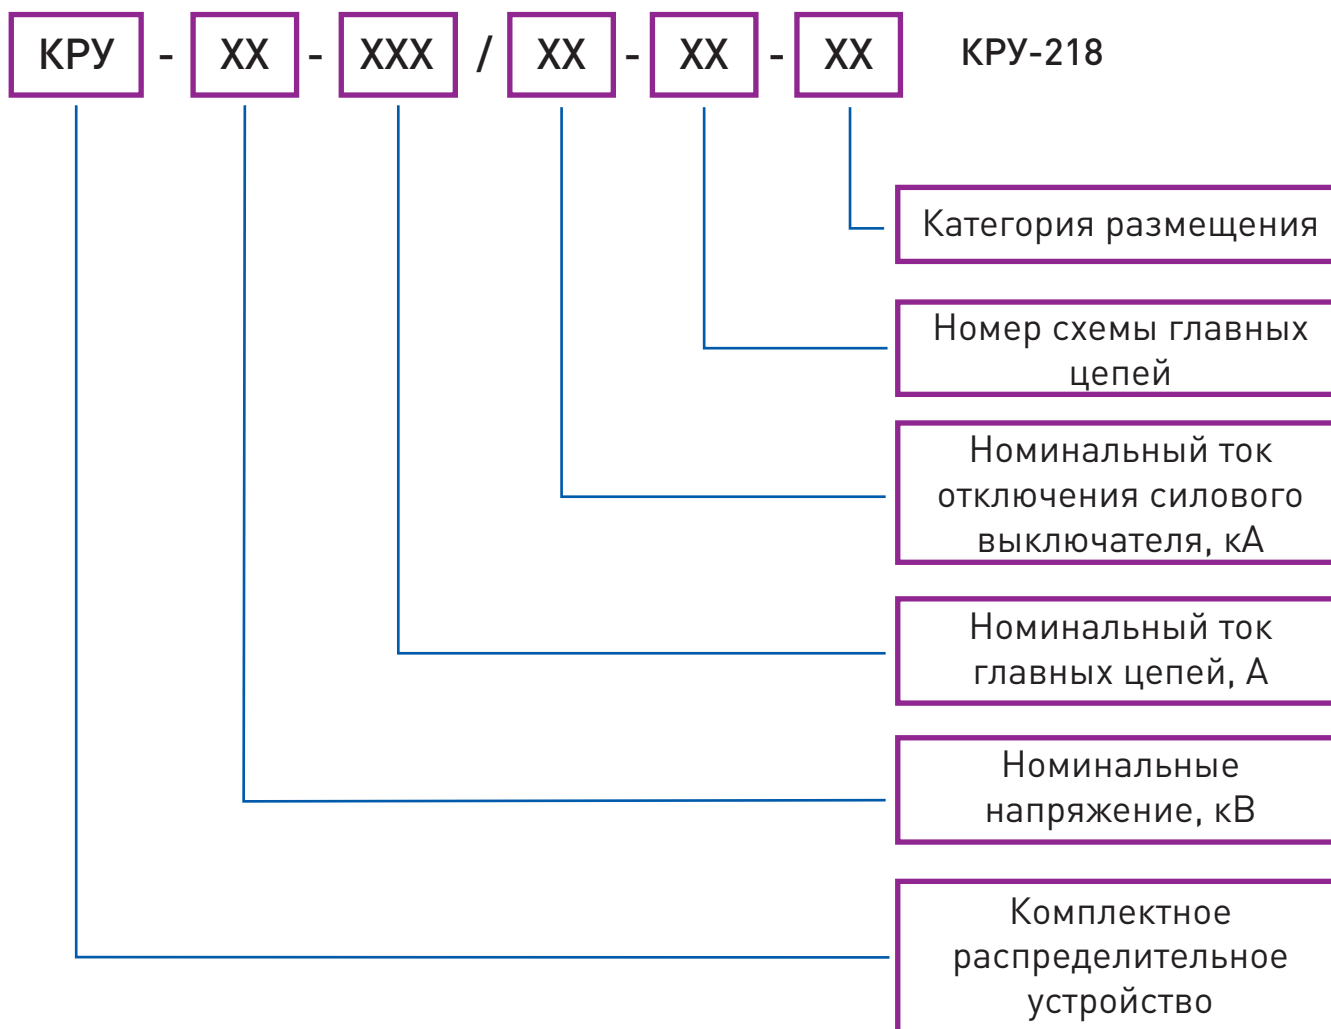 КРУ - XX - XXX / XX - XX - XX КРУ-218
Категория размещения
Номер схемы главных
цепей
Номинальный ток
отключения силового
выключателя, кА
Номинальный ток
главных цепей, А
Номинальные
напряжение, кВ
Комплектное
распределительное
устройство